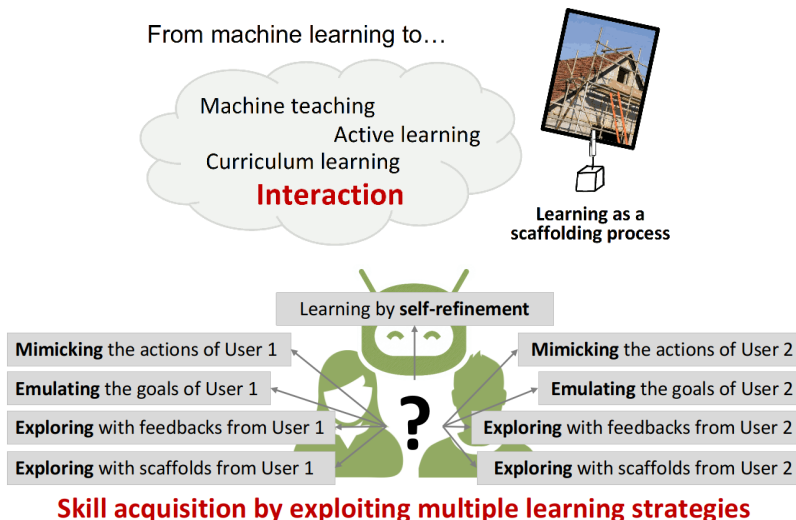 From machine learning to…
Machine teaching
Active learning
Curriculum learning
Interaction
Learning as a
scaffolding process
Learning by self-refinement
Mimicking the actions of User 1
Emulating the goals of User 1
Exploring with feedbacks from User 1
Exploring with scaffolds from User 1
?
Mimicking the actions of User 2
Emulating the goals of User 2
Exploring with feedbacks from User 2
Exploring with scaffolds from User 2
Skill acquisition by exploiting multiple learning strategies